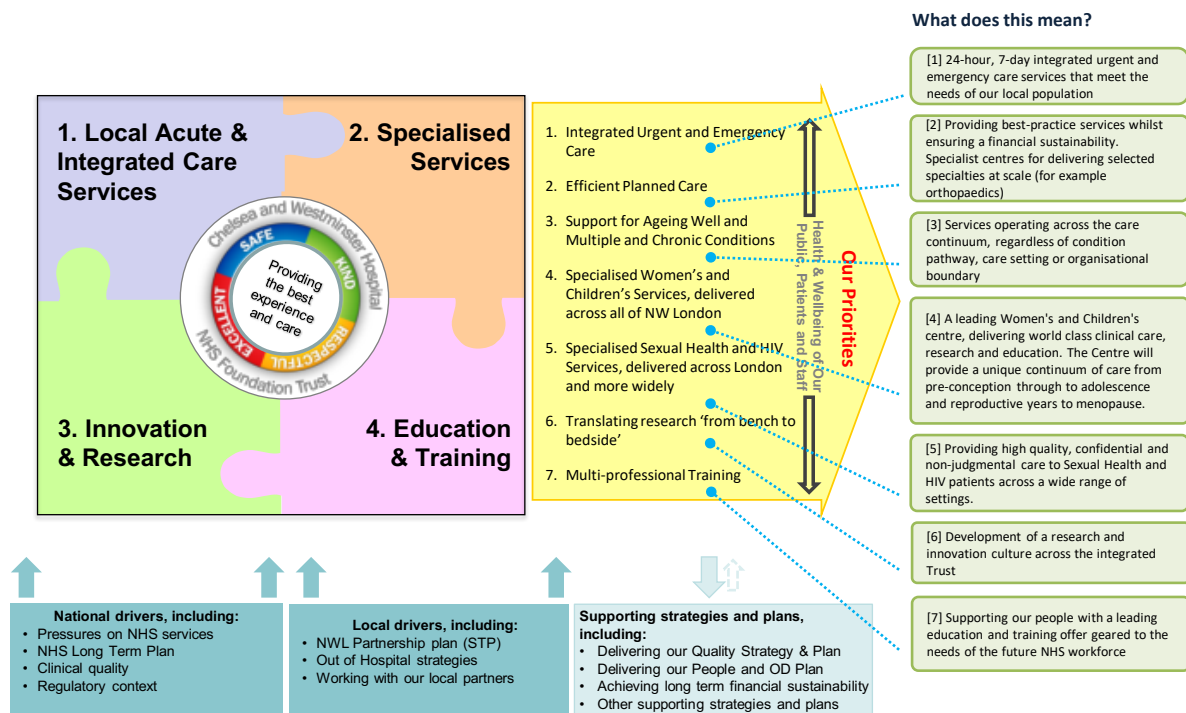 What does this mean?
1. Local Acute &
Integrated Care
Services
2. Specialised
Services
3. Innovation
& Research
4. Education
& Training
Chelsea and Westminster Hospital
NHS Foundation Trust
SAFE
KIND
RESPECTFUL
EXCELLENT
Providing
the best
experience
and care
1. Integrated Urgent and Emergency
Care
2. Efficient Planned Care
3. Support for Ageing Well and
Multiple and Chronic Conditions
4. Specialised Women’s and
Children’s Services, delivered
across all of NW London
5. Specialised Sexual Health and HIV
Services, delivered across London
and more widely
6. Translating research ‘from bench to
bedside’
7. Multi-professional Training
Health & Wellbeing of Our
Public, Patients and Staff
Our Priorities
[1] 24-hour, 7-day integrated urgent and
emergency care services that meet the
needs of our local population
[2] Providing best-practice services whilst
ensuring a financial sustainability.
Specialist centres for delivering selected
specialties at scale (for example
orthopaedics)
[3] Services operating across the care
continuum, regardless of condition
pathway, care setting or organisational
boundary
[4] A leading Women's and Children's
centre, delivering world class clinical care,
research and education. The Centre will
provide a unique continuum of care from
pre-conception through to adolescence
and reproductive years to menopause.
[5] Providing high quality, confidential and
non-judgmental care to Sexual Health and
HIV patients across a wide range of
settings.
[6] Development of a research and
innovation culture across the integrated
Trust
[7] Supporting our people with a leading
education and training offer geared to the
needs of the future NHS workforce
National drivers, including:
• Pressures on NHS services
• NHS Long Term Plan
• Clinical quality
• Regulatory context
Local drivers, including:
• NWL Partnership plan (STP)
• Out of Hospital strategies
• Working with our local partners
Supporting strategies and plans,
including:
• Delivering our Quality Strategy & Plan
• Delivering our People and OD Plan
• Achieving long term financial sustainability
• Other supporting strategies and plans